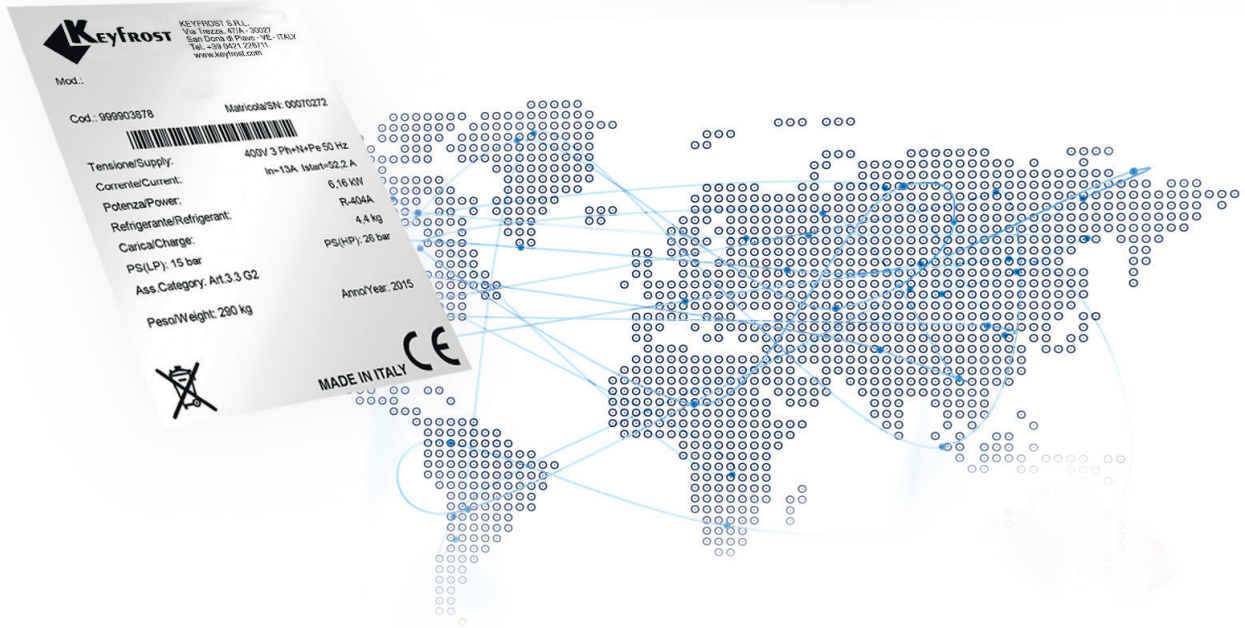 KEYFROST
KEYFROST S.R.L.
Via Trezza, 47/A - 30027
San Donà di Piave - VE - ITALY
Tel. +39 0421 226711
www.keyfrost.com
Mod.:
Cod.: 999903878 Matricola/SN: 00070272
Tensione/Supply: 400V 3 Ph+N+Pe 50 Hz
Corrente/Current: In=13A Istart=52,2 A
Potenza/Power: 6,16 kW
Refrigerante/Refrigerant: R-404A
Carica/Charge: 4,4 kg
PS(LP): 15 bar PS(HP): 26 bar
Ass.Category: Art.3.3 G2
Peso/Weight: 290 kg Anno/Year: 2015
MADE IN ITALY CE